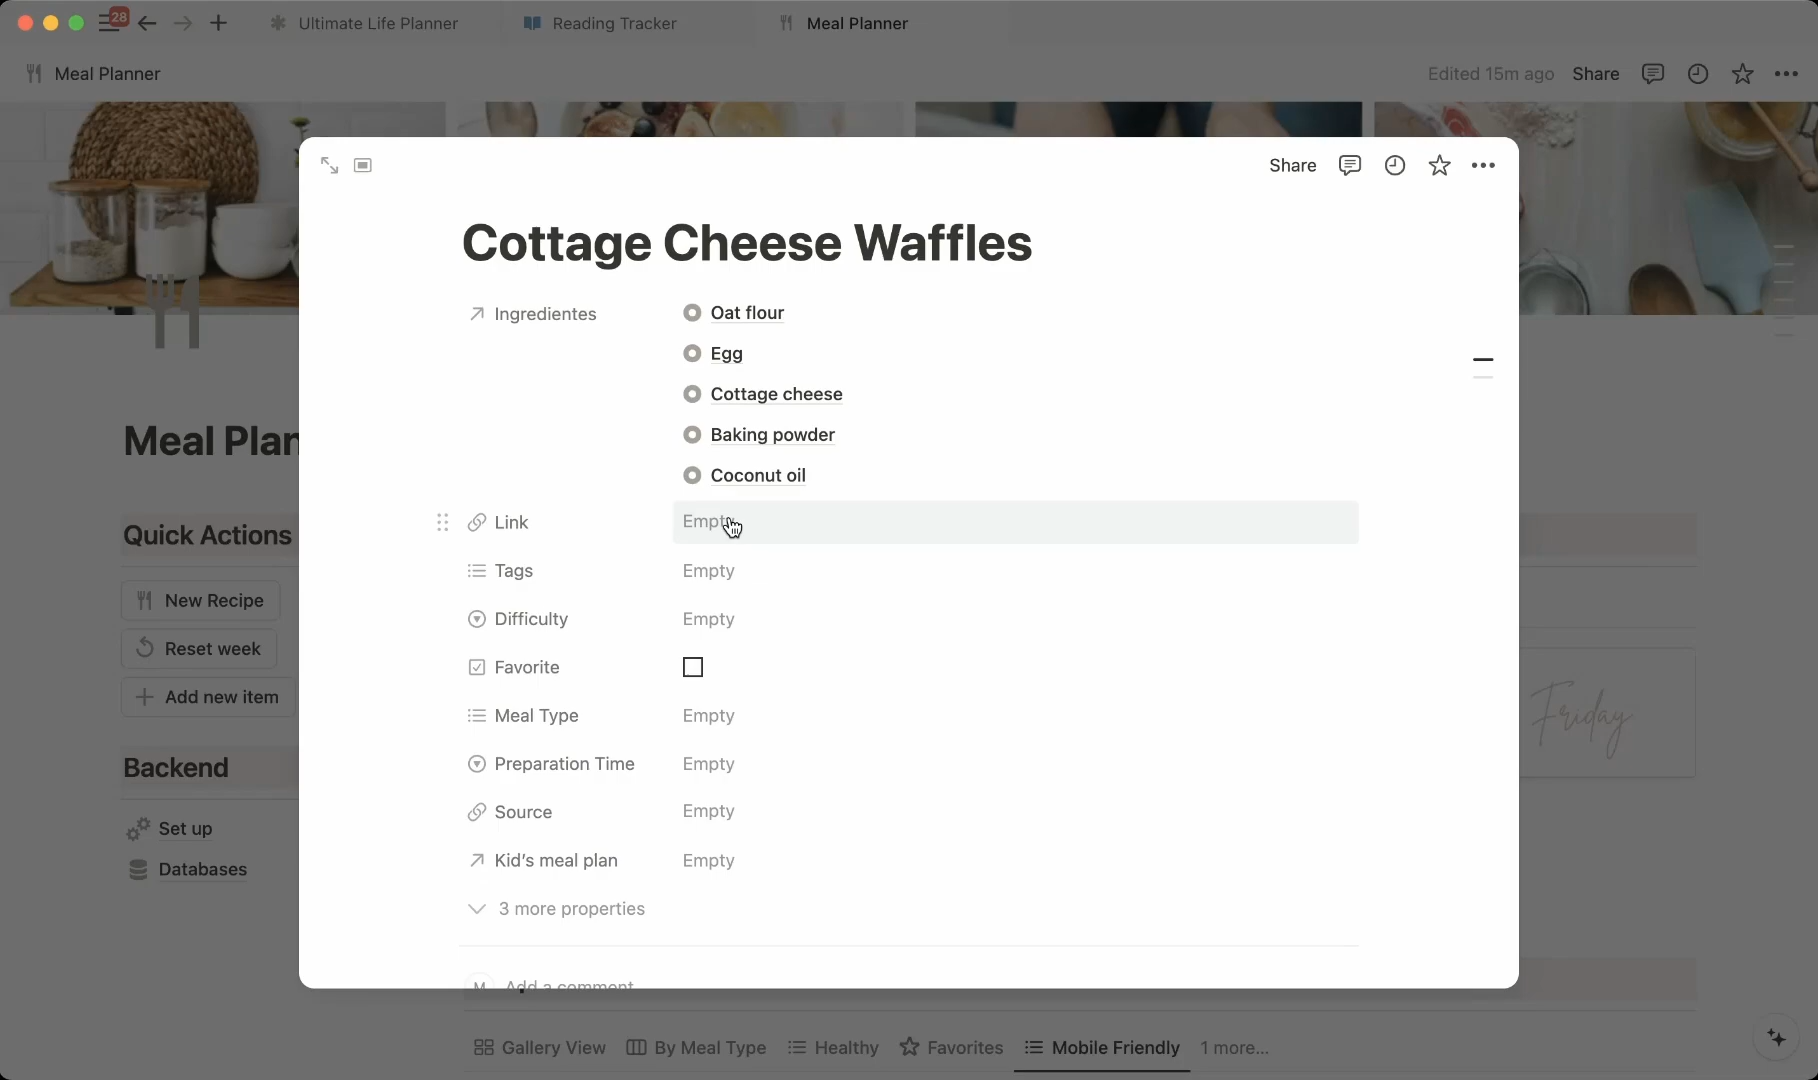 28
Ultimate Life Planner
Reading Tracker
Meal Planner
Meal Planner
Edited 15m ago
Share
Share
Cottage Cheese Waffles
Ingredientes
Oat flour
Egg
Cottage cheese
Baking powder
Coconut oil
Link
Empty
Tags
Empty
Difficulty
Empty
Favorite
Meal Type
Empty
Preparation Time
Empty
Source
Empty
Kid's meal plan
Empty
3 more properties
M
Add a comment
Meal Plan
Quick Actions
New Recipe
Reset week
Add new item
Backend
Set up
Databases
Friday
Gallery View
By Meal Type
Healthy
Favorites
Mobile Friendly
1 more...